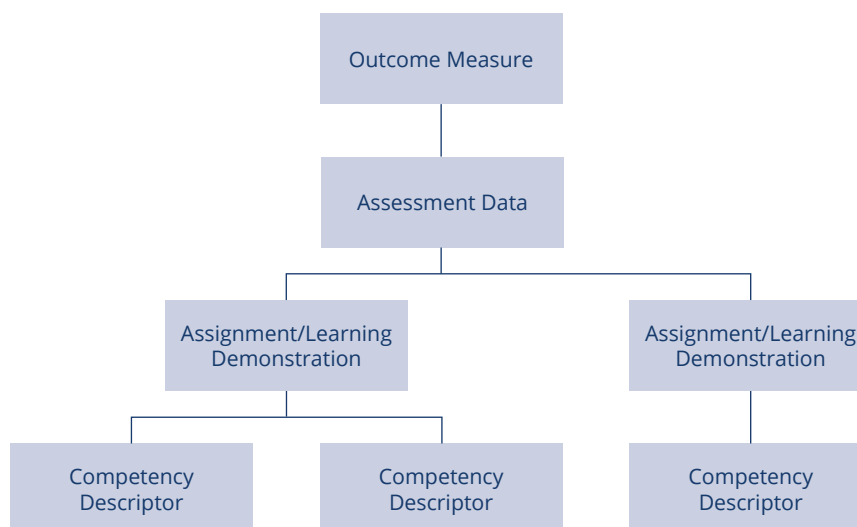 Outcome Measure
Assessment Data
Assignment/Learning
Demonstration
Assignment/Learning
Demonstration
Competency
Descriptor
Competency
Descriptor
Competency
Descriptor